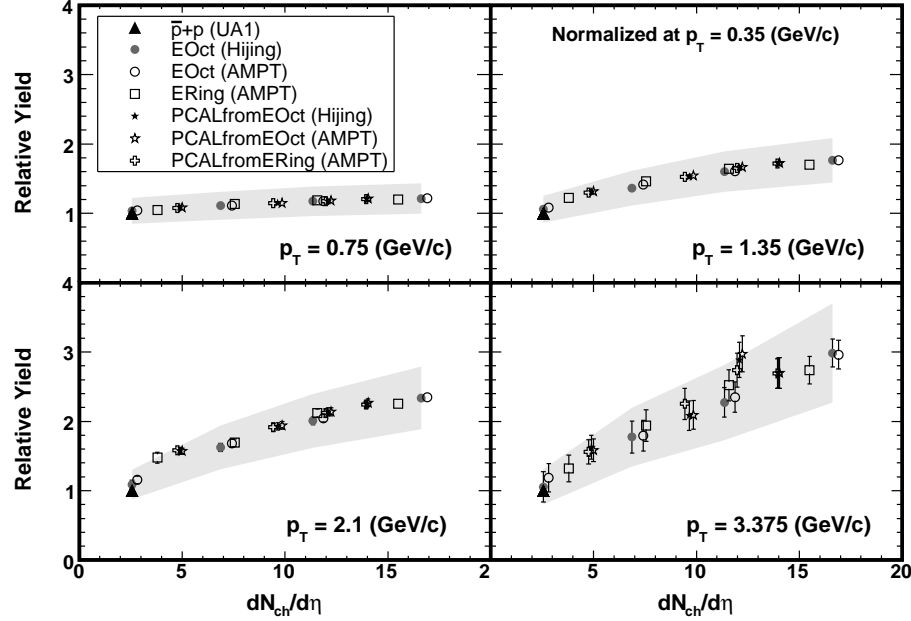 4
3
2
1
0
Relative Yield
p̅+p (UA1)
EOct (Hijing)
EOct (AMPT)
ERing (AMPT)
PCALfromEOct (Hijing)
PCALfromEOct (AMPT)
PCALfromERing (AMPT)
p_T = 0.75 (GeV/c)
Normalized at p_T = 0.35 (GeV/c)
p_T = 1.35 (GeV/c)
4
3
2
1
0
Relative Yield
p_T = 2.1 (GeV/c)
p_T = 3.375 (GeV/c)
0 5 10 15 2
5 10 15 20
dN_ch/dη
dN_ch/dη